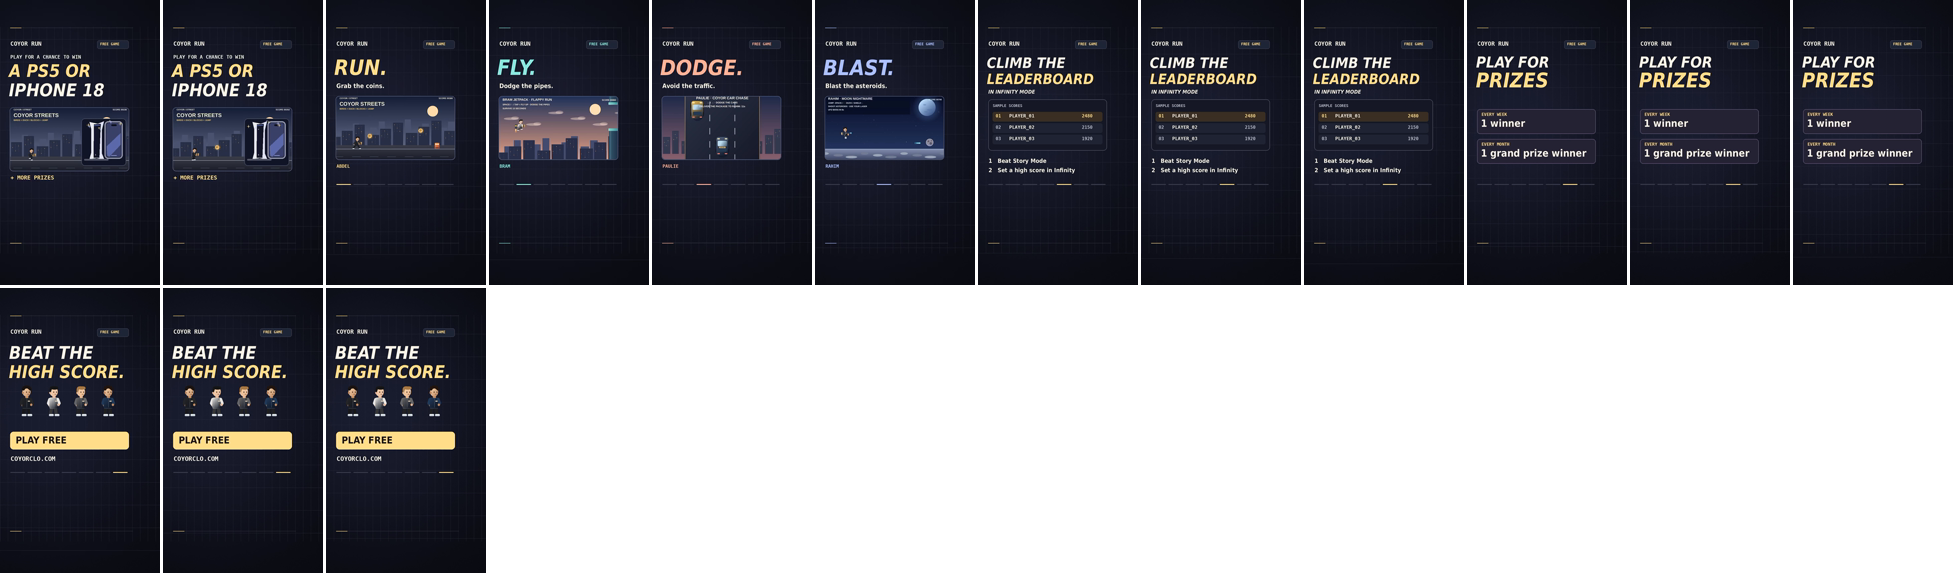 COYOR RUN FREE GAME
PLAY FOR A CHANCE TO WIN
A PS5 OR
IPHONE 18
COYOR STREETS
+ MORE PRIZES
COYOR RUN FREE GAME
PLAY FOR A CHANCE TO WIN
A PS5 OR
IPHONE 18
COYOR STREETS
+ MORE PRIZES
COYOR RUN FREE GAME
RUN.
Grab the coins.
COYOR STREETS
ABDEL
COYOR RUN FREE GAME
FLY.
Dodge the pipes.
BRAM
COYOR RUN FREE GAME
DODGE.
Avoid the traffic.
PAULIE
COYOR RUN FREE GAME
BLAST.
Blast the asteroids.
RAHIM
COYOR RUN FREE GAME
CLIMB THE
LEADERBOARD
IN INFINITY MODE
SAMPLE SCORES
01 PLAYER_01 2480
02 PLAYER_02 2150
03 PLAYER_03 1920
1 Beat Story Mode
2 Set a high score in Infinity
COYOR RUN FREE GAME
CLIMB THE
LEADERBOARD
IN INFINITY MODE
SAMPLE SCORES
01 PLAYER_01 2480
02 PLAYER_02 2150
03 PLAYER_03 1920
1 Beat Story Mode
2 Set a high score in Infinity
COYOR RUN FREE GAME
CLIMB THE
LEADERBOARD
IN INFINITY MODE
SAMPLE SCORES
01 PLAYER_01 2480
02 PLAYER_02 2150
03 PLAYER_03 1920
1 Beat Story Mode
2 Set a high score in Infinity
COYOR RUN FREE GAME
PLAY FOR
PRIZES
EVERY WEEK
1 winner
EVERY MONTH
1 grand prize winner
COYOR RUN FREE GAME
PLAY FOR
PRIZES
EVERY WEEK
1 winner
EVERY MONTH
1 grand prize winner
COYOR RUN FREE GAME
PLAY FOR
PRIZES
EVERY WEEK
1 winner
EVERY MONTH
1 grand prize winner
COYOR RUN FREE GAME
BEAT THE
HIGH SCORE.
PLAY FREE
COYORCLO.COM
COYOR RUN FREE GAME
BEAT THE
HIGH SCORE.
PLAY FREE
COYORCLO.COM
COYOR RUN FREE GAME
BEAT THE
HIGH SCORE.
PLAY FREE
COYORCLO.COM